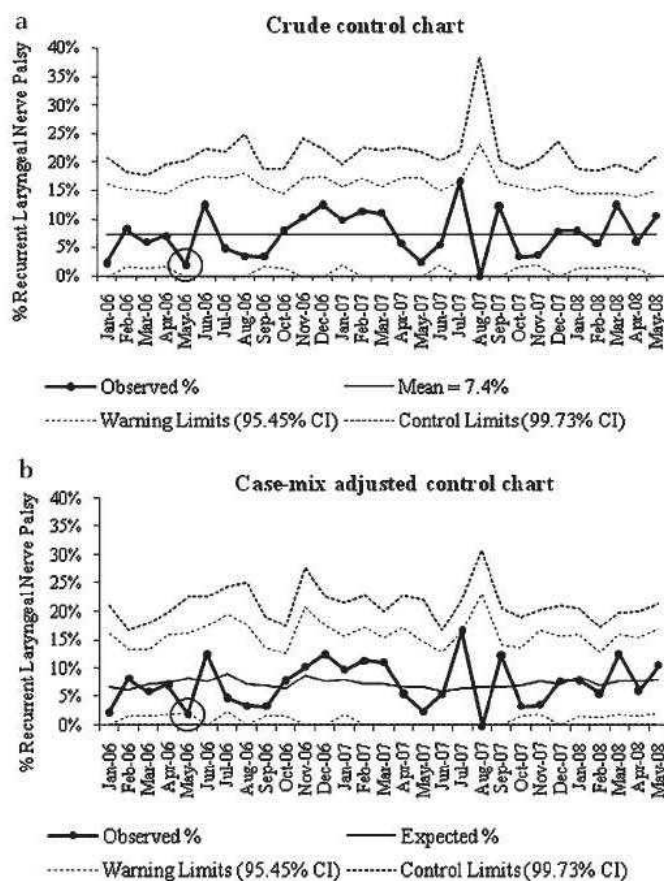 a
Crude control chart
% Recurrent Laryngeal Nerve Palsy
40%
35%
30%
25%
20%
15%
10%
5%
0%
Jan-06
Feb-06
Mar-06
Apr-06
May-06
Jun-06
Jul-06
Aug-06
Sep-06
Oct-06
Nov-06
Dec-06
Jan-07
Feb-07
Mar-07
Apr-07
May-07
Jun-07
Jul-07
Aug-07
Sep-07
Oct-07
Nov-07
Dec-07
Jan-08
Feb-08
Mar-08
Apr-08
May-08
Observed %
Mean = 7.4%
Warning Limits (95.45% CI)
Control Limits (99.73% CI)
b
Case-mix adjusted control chart
% Recurrent Laryngeal Nerve Palsy
40%
35%
30%
25%
20%
15%
10%
5%
0%
Jan-06
Feb-06
Mar-06
Apr-06
May-06
Jun-06
Jul-06
Aug-06
Sep-06
Oct-06
Nov-06
Dec-06
Jan-07
Feb-07
Mar-07
Apr-07
May-07
Jun-07
Jul-07
Aug-07
Sep-07
Oct-07
Nov-07
Dec-07
Jan-08
Feb-08
Mar-08
Apr-08
May-08
Observed %
Expected %
Warning Limits (95.45% CI)
Control Limits (99.73% CI)